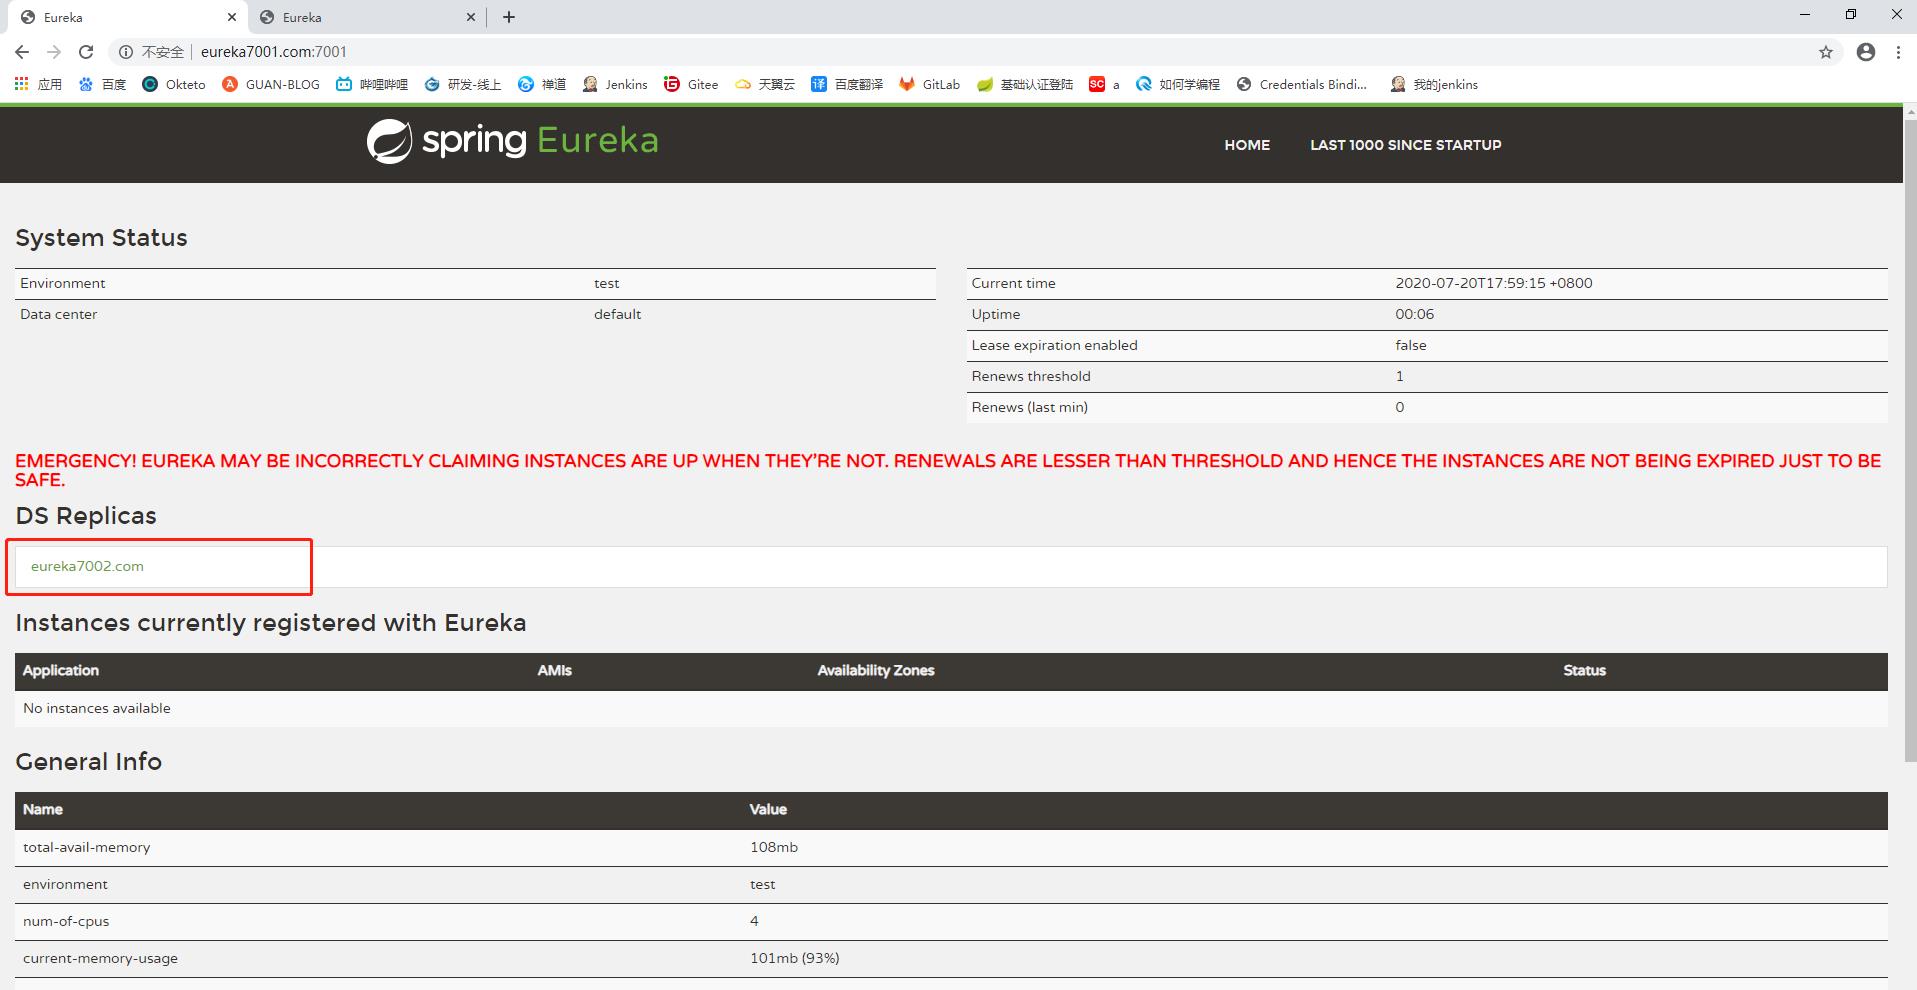 Eureka
Eureka
不安全 eureka7001.com:7001
应用 百度 Okteto GUAN-BLOG 哔哩哔哩 研发-线上 禅道 Jenkins Gitee 天翼云 译 百度翻译 GitLab 基础认证登陆 SC a 如何学编程 Credentials Bindi... 我的jenkins
spring Eureka
HOME LAST 1000 SINCE STARTUP
System Status
Environment test
Data center default
Current time 2020-07-20T17:59:15 +0800
Uptime 00:06
Lease expiration enabled false
Renews threshold 1
Renews (last min) 0
EMERGENCY! EUREKA MAY BE INCORRECTLY CLAIMING INSTANCES ARE UP WHEN THEY'RE NOT. RENEWALS ARE LESSER THAN THRESHOLD AND HENCE THE INSTANCES ARE NOT BEING EXPIRED JUST TO BE
SAFE.
DS Replicas
eureka7002.com
Instances currently registered with Eureka
Application AMIs Availability Zones Status
No instances available
General Info
Name Value
total-avail-memory 108mb
environment test
num-of-cpus 4
current-memory-usage 101mb (93%)